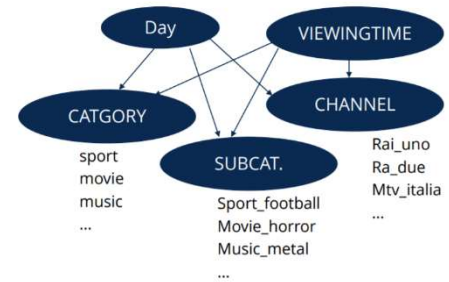 Day
VIEWINGTIME
CATGORY
CHANNEL
SUBCAT.
sport
movie
music
...
Sport_football
Movie_horror
Music_metal
...
Rai_uno
Ra_due
Mtv_italia
...